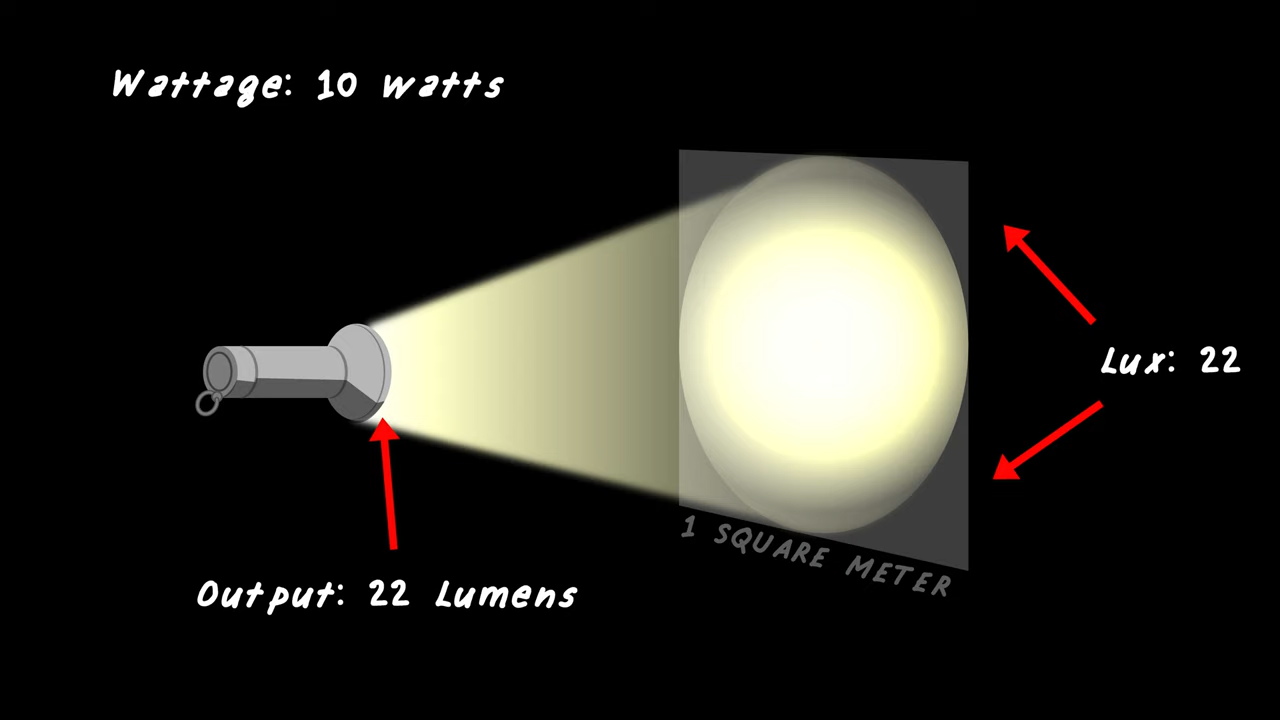 Wattage: 10 watts
Lux: 22
1 SQUARE METER
Output: 22 Lumens